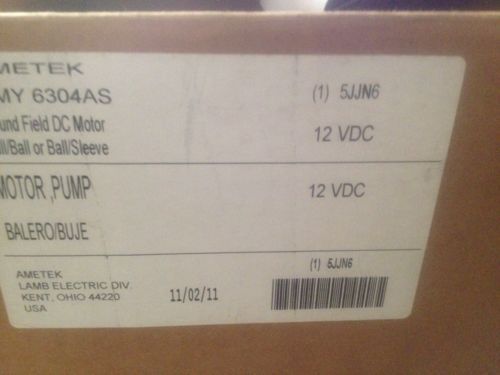 METEK
MY 6304AS
(1) 5JJN6
und Field DC Motor
12 VDC
ll/Ball or Ball/Sleeve
MOTOR ,PUMP
12 VDC
BALERO/BUJE
(1) 5JJN6
AMETEK
LAMB ELECTRIC DIV.
KENT, OHIO 44220
USA
11/02/11